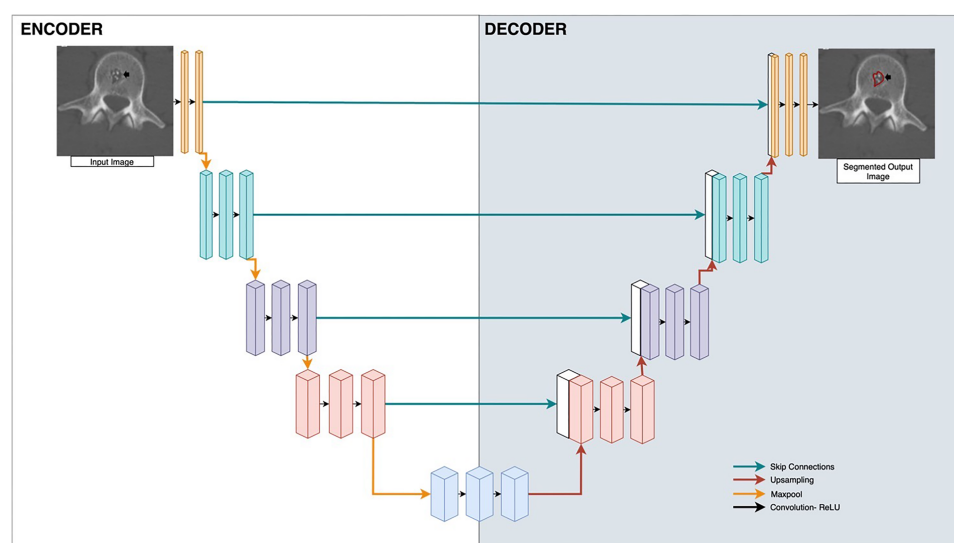 ENCODER
DECODER
Input Image
Segmented Output
Image
Skip Connections
Upsampling
Maxpool
Convolution- ReLU